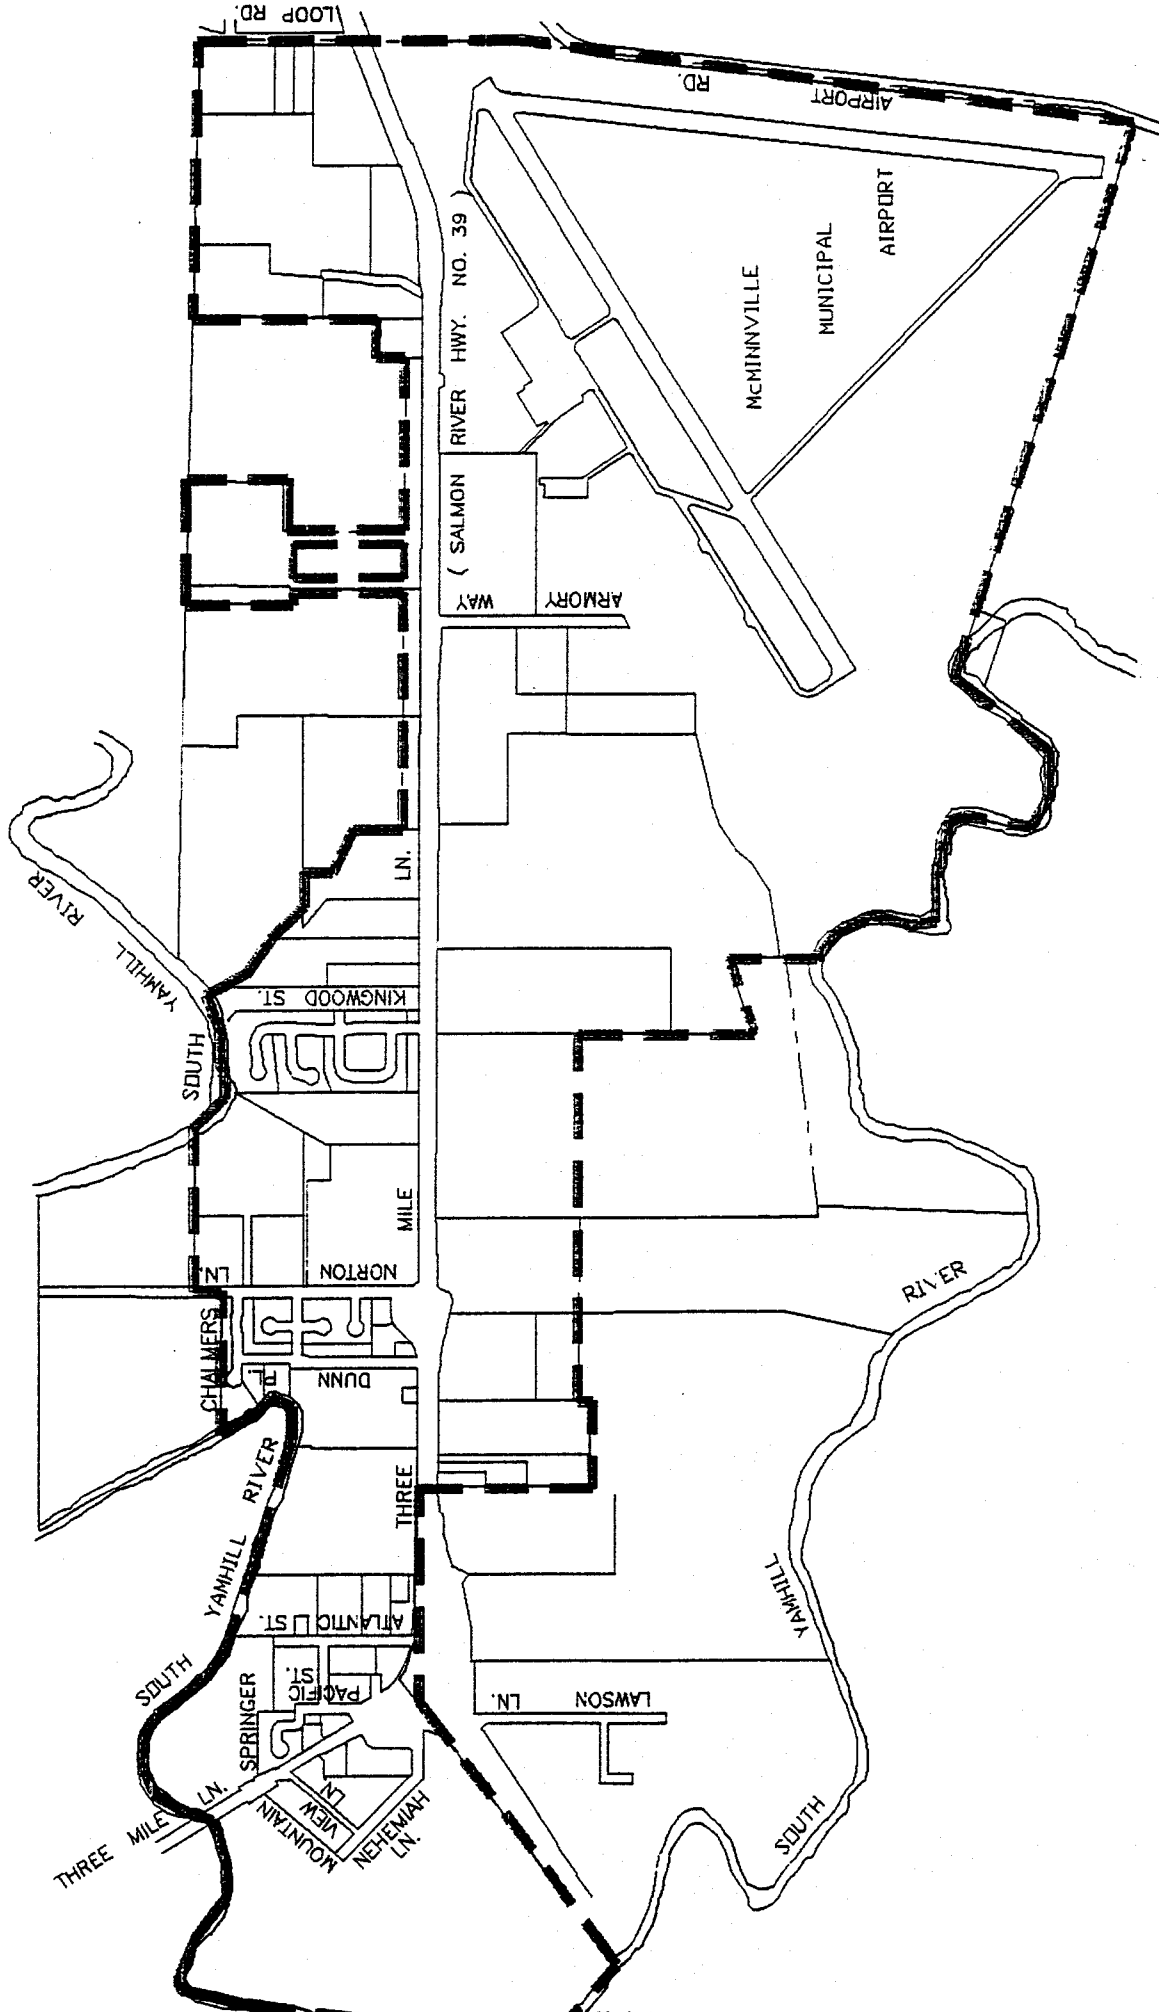 LOOP RD.
AIRPORT RD.
McMINNVILLE
MUNICIPAL
AIRPORT
THREE MILE LN. ( SALMON RIVER HWY. NO. 39 )
ARMORY WAY
SOUTH YAMHILL RIVER
KINGWOOD ST.
NORTON LN.
CHALMERS
DUNN PL.
SOUTH YAMHILL RIVER
ATLANTIC ST.
PACIFIC ST.
SPRINGER
LAWSON LN.
THREE MILE LN.
MOUNTAIN VIEW LN
NEHEMIAH LN.
SOUTH YAMHILL RIVER